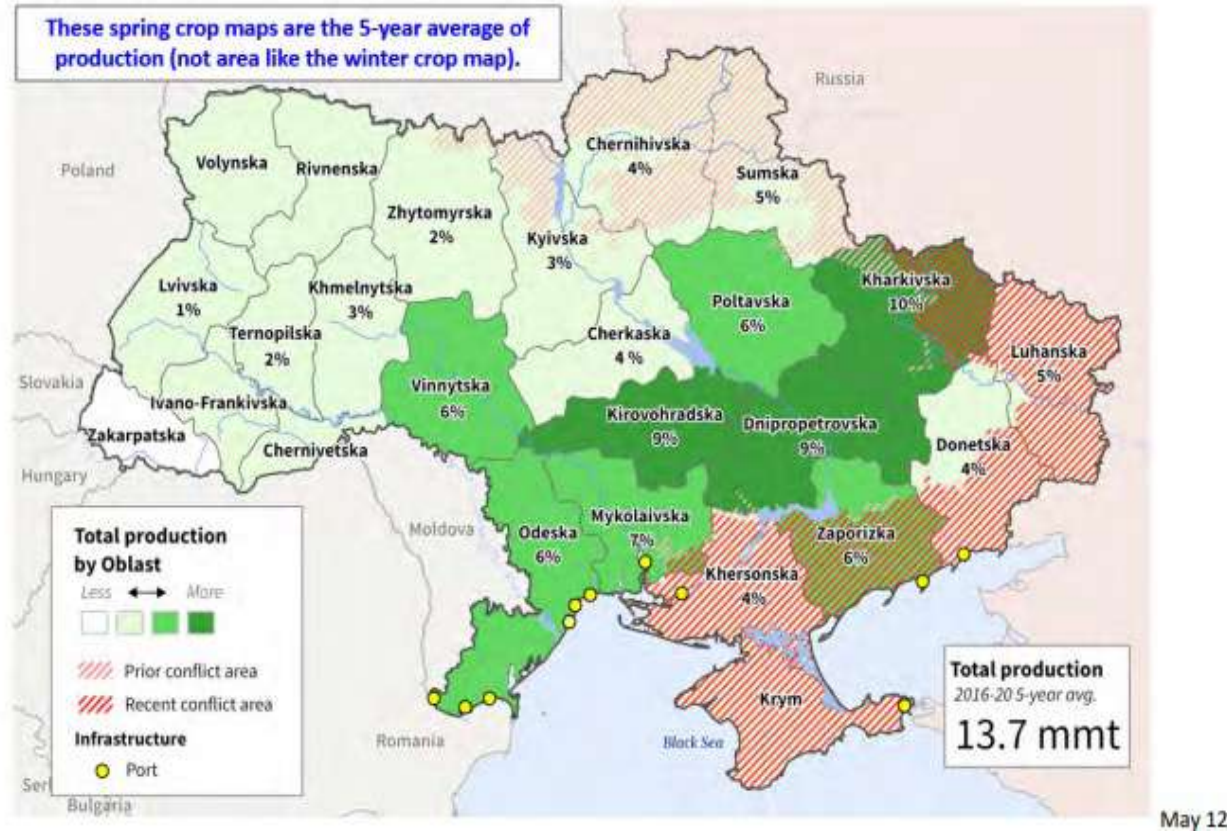 These spring crop maps are the 5-year average of
production (not area like the winter crop map).
Russia
Poland
Volynska
Rivnenska
Chernihivska
4%
Sumska
5%
Zhytomyrska
2%
Kyivska
3%
Kharkivska
10%
Lvivska
1%
Khmelnytska
3%
Poltavska
6%
Ternopilska
2%
Cherkaska
4 %
Luhanska
5%
Slovakia
Vinnytska
6%
Ivano-Frankivska
Zakarpatska
Chernivetska
Kirovohradska
9%
Dnipropetrovska
9%
Donetska
4%
Hungary
Moldova
Odeska
6%
Mykolaivska
7%
Zaporizka
6%
Khersonska
4%
Total production
by Oblast
Less
More
Prior conflict area
Recent conflict area
Infrastructure
Port
Krym
Total production
2016-20 5-year avg.
13.7 mmt
Romania
Black Sea
Ser
Bulgaria
May 12